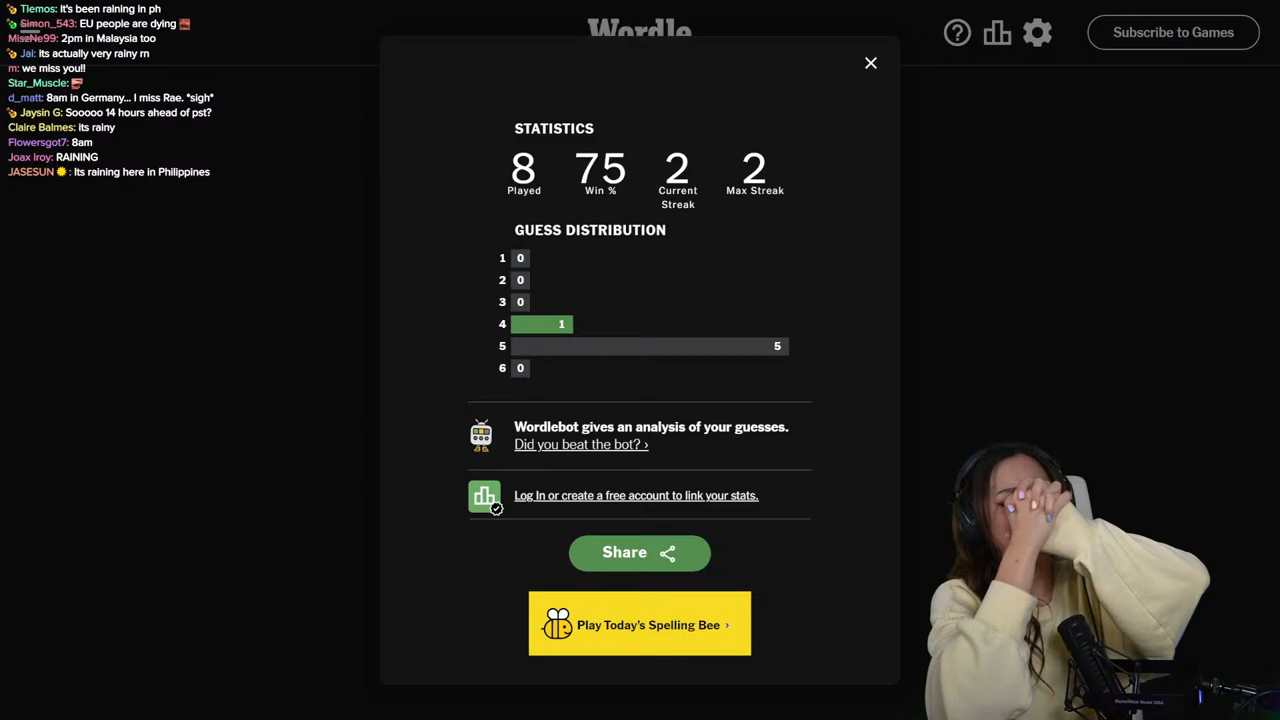 Tlemos: It's been raining in ph
Simon_543: EU people are dying
MiszNe99: 2pm in Malaysia too
Jal: its actually very rainy rn
m: we miss you!!
Star_Muscle:
d_matt: 8am in Germany... I miss Rae. *sigh*
Jaysin G: Sooooo 14 hours ahead of pst?
Claire Balmes: its rainy
Flowersgot7: 8am
Joax lroy: RAINING
JASESUN : Its raining here in Philippines
Wordle
?
Subscribe to Games
STATISTICS
8 75 2 2
Played Win % Current Streak Max Streak
GUESS DISTRIBUTION
1 0
2 0
3 0
4 1
5 5
6 0
Wordlebot gives an analysis of your guesses.
Did you beat the bot? ›
Log In or create a free account to link your stats.
Share
Play Today's Spelling Bee ›